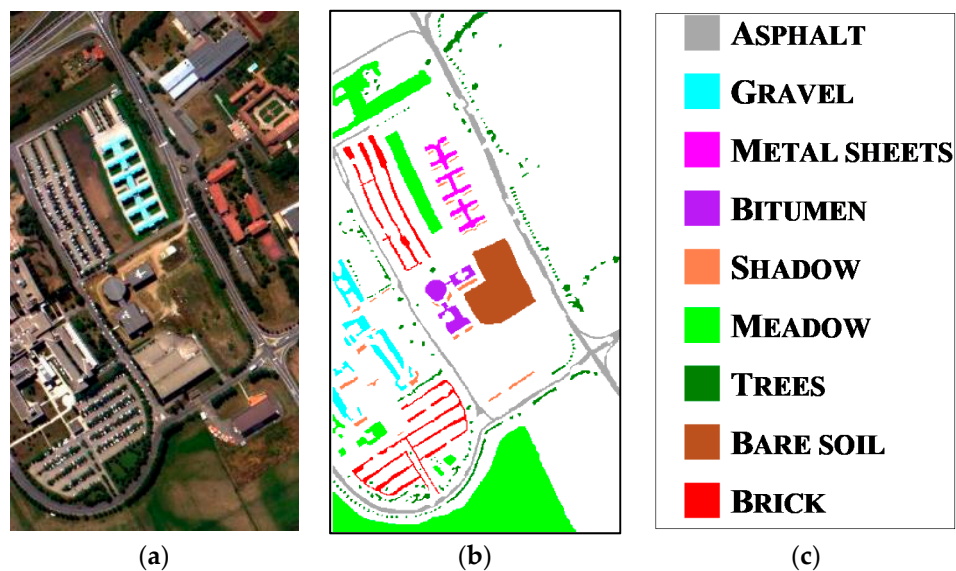 ASPHALT
GRAVEL
METAL SHEETS
BITUMEN
SHADOW
MEADOW
TREES
BARE SOIL
BRICK
(a) (b) (c)